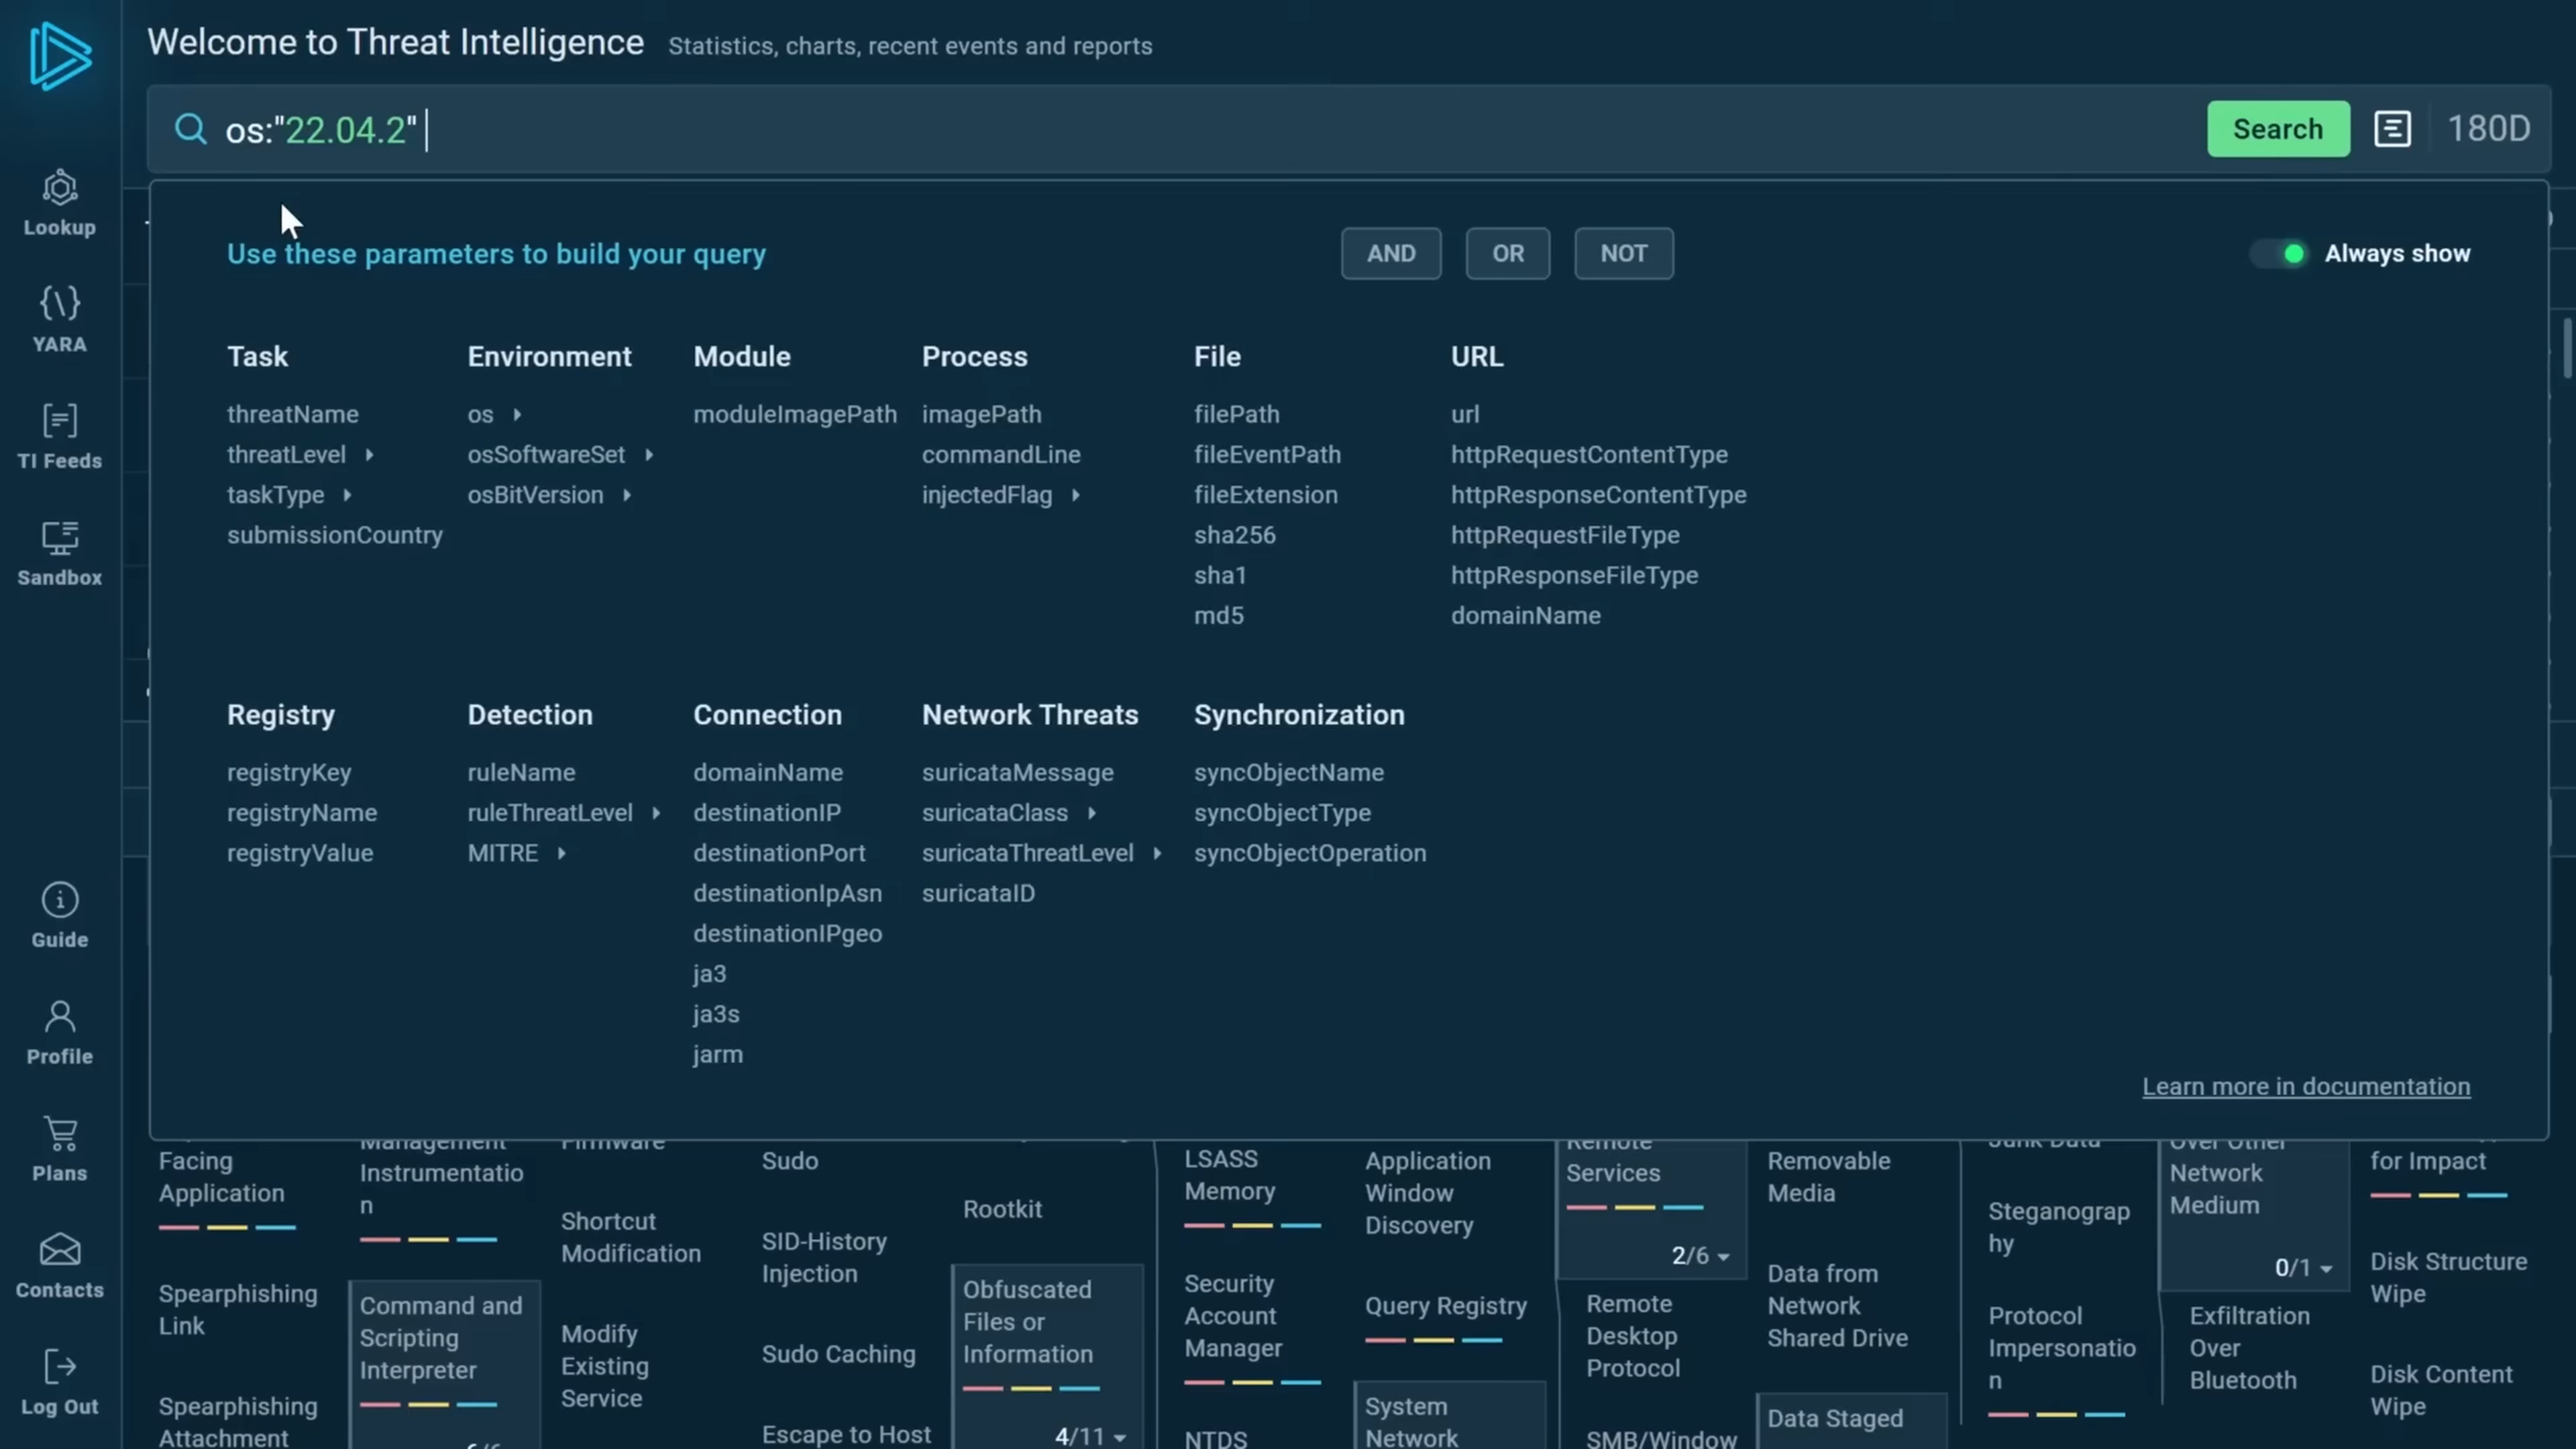 Welcome to Threat Intelligence Statistics, charts, recent events and reports
os:"22.04.2"
Search
180D
Lookup
YARA
TI Feeds
Sandbox
Guide
Profile
Plans
Contacts
Log Out
Use these parameters to build your query
AND OR NOT
Always show
Task
threatName
threatLevel
taskType
submissionCountry
Environment
os
osSoftwareSet
osBitVersion
Module
moduleImagePath
Process
imagePath
commandLine
injectedFlag
File
filePath
fileEventPath
fileExtension
sha256
sha1
md5
URL
url
httpRequestContentType
httpResponseContentType
httpRequestFileType
httpResponseFileType
domainName
Registry
registryKey
registryName
registryValue
Detection
ruleName
ruleThreatLevel
MITRE
Connection
domainName
destinationIP
destinationPort
destinationIpAsn
destinationIPgeo
ja3
ja3s
jarm
Network Threats
suricataMessage
suricataClass
suricataThreatLevel
suricataID
Synchronization
syncObjectName
syncObjectType
syncObjectOperation
Learn more in documentation
Facing
Application
Spearphishing
Link
Spearphishing
Attachment
Management
Instrumentatio
n
Command and
Scripting
Interpreter
Firmware
Shortcut
Modification
Modify
Existing
Service
Sudo
SID-History
Injection
Sudo Caching
Escape to Host
Rootkit
Obfuscated
Files or
Information
4/11
LSASS
Memory
Security
Account
Manager
NTDS
Application
Window
Discovery
Query Registry
System
Network
Remote
Services
2/6
Remote
Desktop
Protocol
SMB/Window
Removable
Media
Data from
Network
Shared Drive
Data Staged
Junk Data
Steganograp
hy
Protocol
Impersonatio
n
Over Other
Network
Medium
0/1
Exfiltration
Over
Bluetooth
for Impact
Disk Structure
Wipe
Disk Content
Wipe